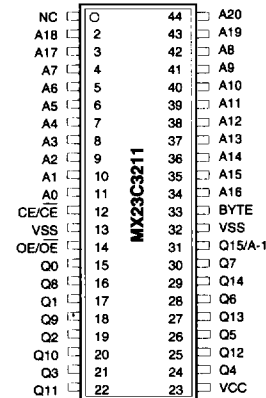 NC 44 A20
A18 2 43 A19
A17 3 42 A8
A7 4 41 A9
A6 5 40 A10
A5 6 39 A11
A4 7 38 A12
A3 8 37 A13
A2 9 36 A14
A1 10 35 A15
A0 11 34 A16
CE/CE 12 33 BYTE
VSS 13 32 VSS
OE/OE 14 31 Q15/A-1
Q0 15 30 Q7
Q8 16 29 Q14
Q1 17 28 Q6
Q9 18 27 Q13
Q2 19 26 Q5
Q10 20 25 Q12
Q3 21 24 Q4
Q11 22 23 VCC
MX23C3211